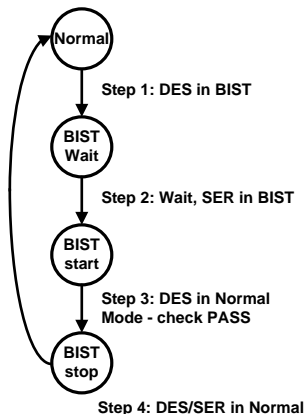 Normal
Step 1: DES in BIST
BIST
Wait
Step 2: Wait, SER in BIST
BIST
start
Step 3: DES in Normal
Mode - check PASS
BIST
stop
Step 4: DES/SER in Normal